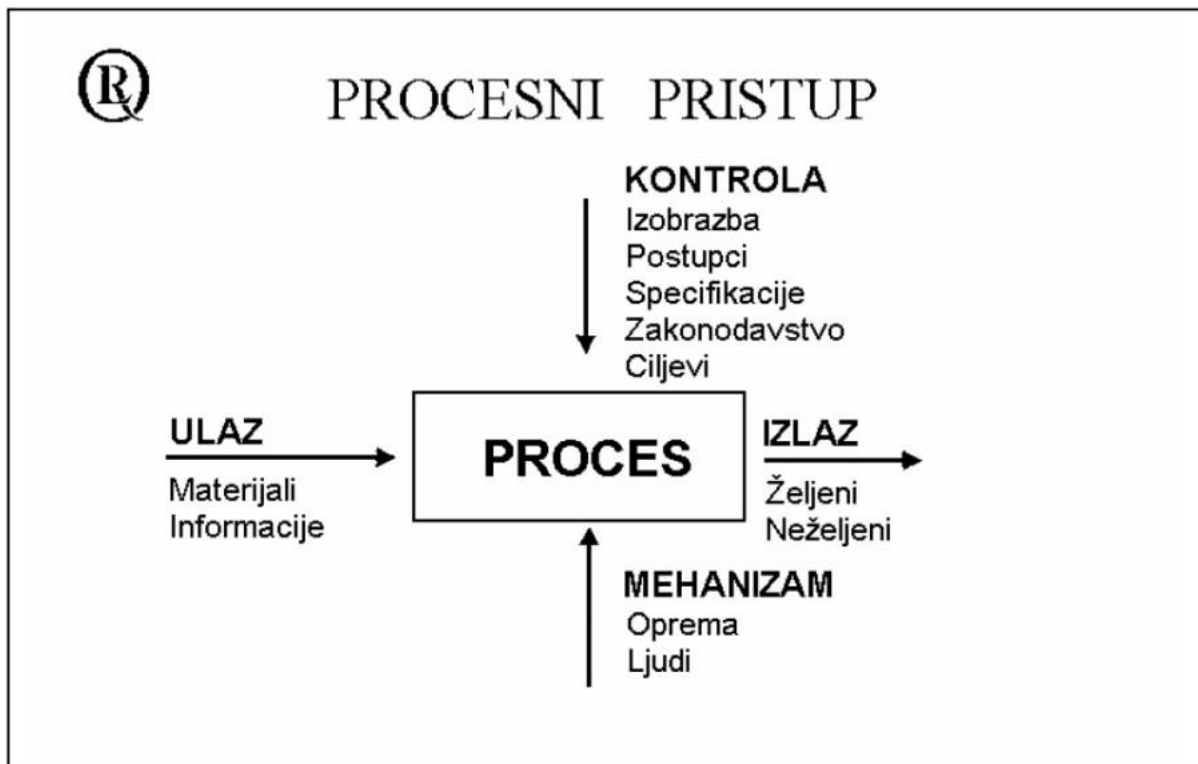 PROCESNI PRISTUP
KONTROLA
Izobrazba
Postupci
Specifikacije
Zakonodavstvo
Ciljevi
ULAZ
Materijali
Informacije
PROCES
IZLAZ
Željeni
Neželjeni
MEHANIZAM
Oprema
Ljudi